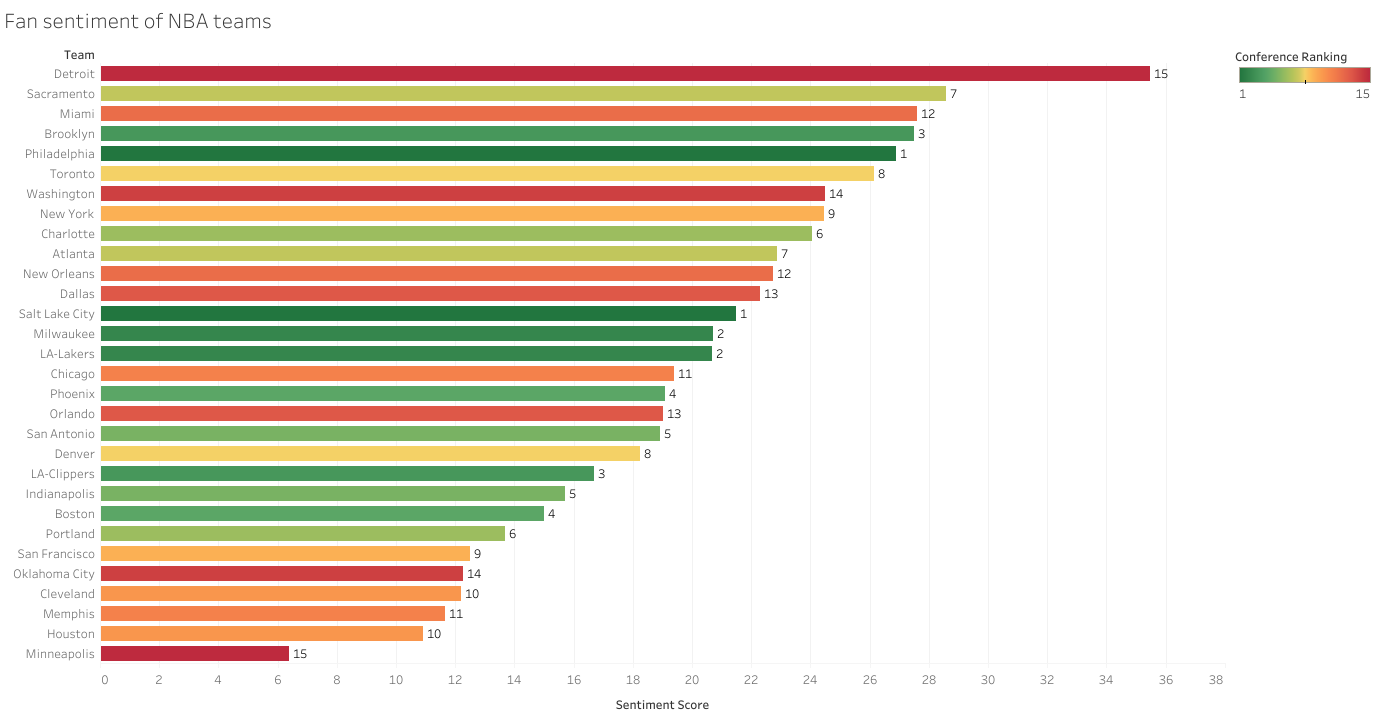 Fan sentiment of NBA teams
Team
Conference Ranking
1 15
Detroit 15
Sacramento 7
Miami 12
Brooklyn 3
Philadelphia 1
Toronto 8
Washington 14
New York 9
Charlotte 6
Atlanta 7
New Orleans 12
Dallas 13
Salt Lake City 1
Milwaukee 2
LA-Lakers 2
Chicago 11
Phoenix 4
Orlando 13
San Antonio 5
Denver 8
LA-Clippers 3
Indianapolis 5
Boston 4
Portland 6
San Francisco 9
Oklahoma City 14
Cleveland 10
Memphis 11
Houston 10
Minneapolis 15
0 2 4 6 8 10 12 14 16 18 20 22 24 26 28 30 32 34 36 38
Sentiment Score